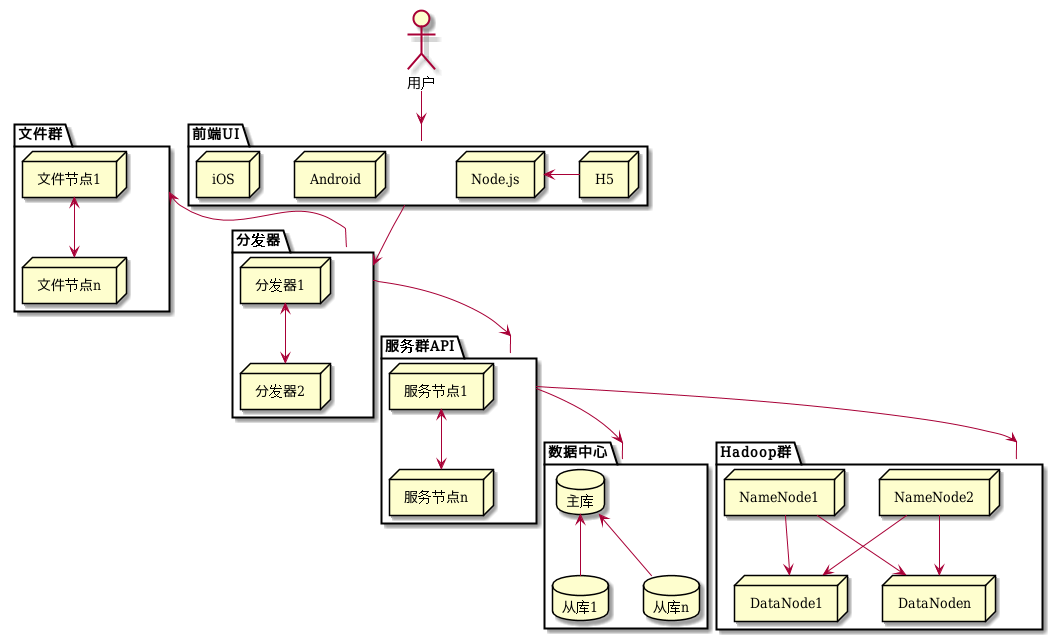 用户
文件群
文件节点1
文件节点n
前端UI
iOS
Android
Node.js
H5
分发器
分发器1
分发器2
服务群API
服务节点1
服务节点n
数据中心
主库
从库1
从库n
Hadoop群
NameNode1
NameNode2
DataNode1
DataNoden